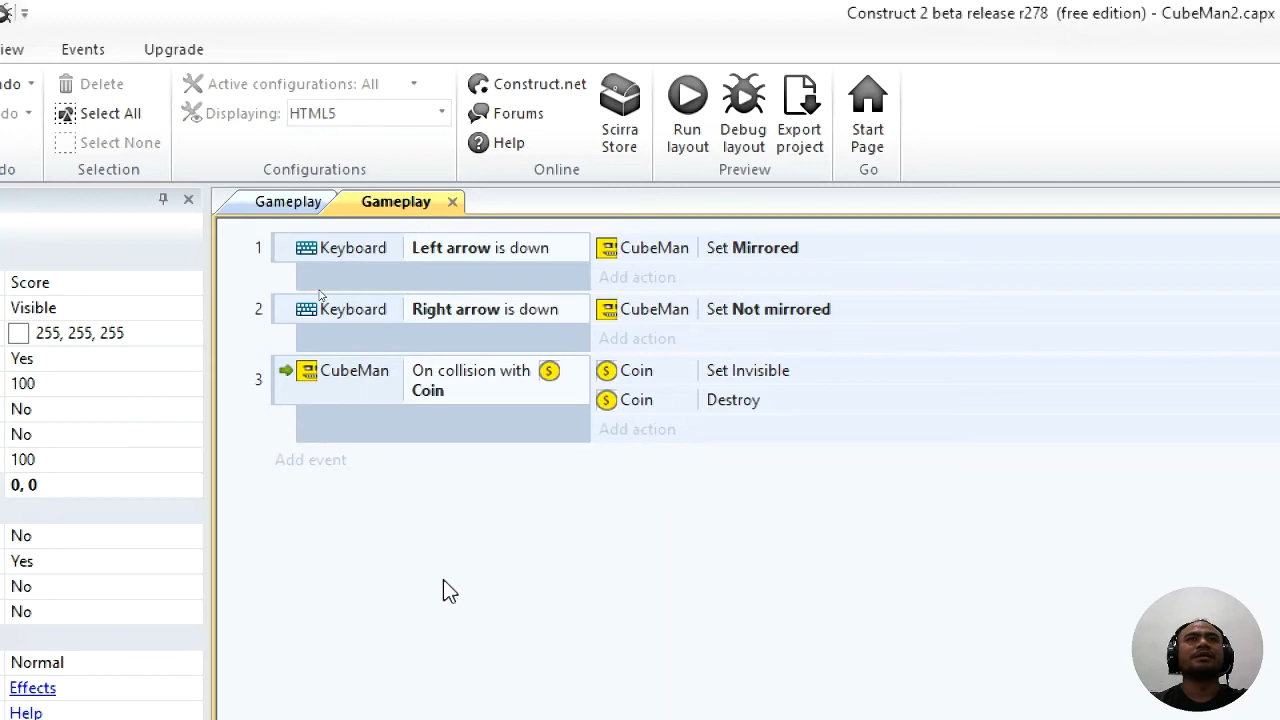 Construct 2 beta release r278 (free edition) - CubeMan2.capx
iew Events Upgrade
ndo
do
do
Delete
Select All
Select None
Selection
Active configurations: All
Displaying: HTML5
Configurations
Construct.net
Forums
Help
Scirra
Store
Online
Run
layout
Debug
layout
Export
project
Preview
Start
Page
Go
Gameplay
Gameplay
Score
Visible
255, 255, 255
Yes
100
No
No
100
0, 0
No
Yes
No
No
Normal
Effects
Help
1 Keyboard Left arrow is down CubeMan Set Mirrored
Add action
2 Keyboard Right arrow is down CubeMan Set Not mirrored
Add action
3 CubeMan On collision with
Coin
Coin Set Invisible
Coin Destroy
Add action
Add event